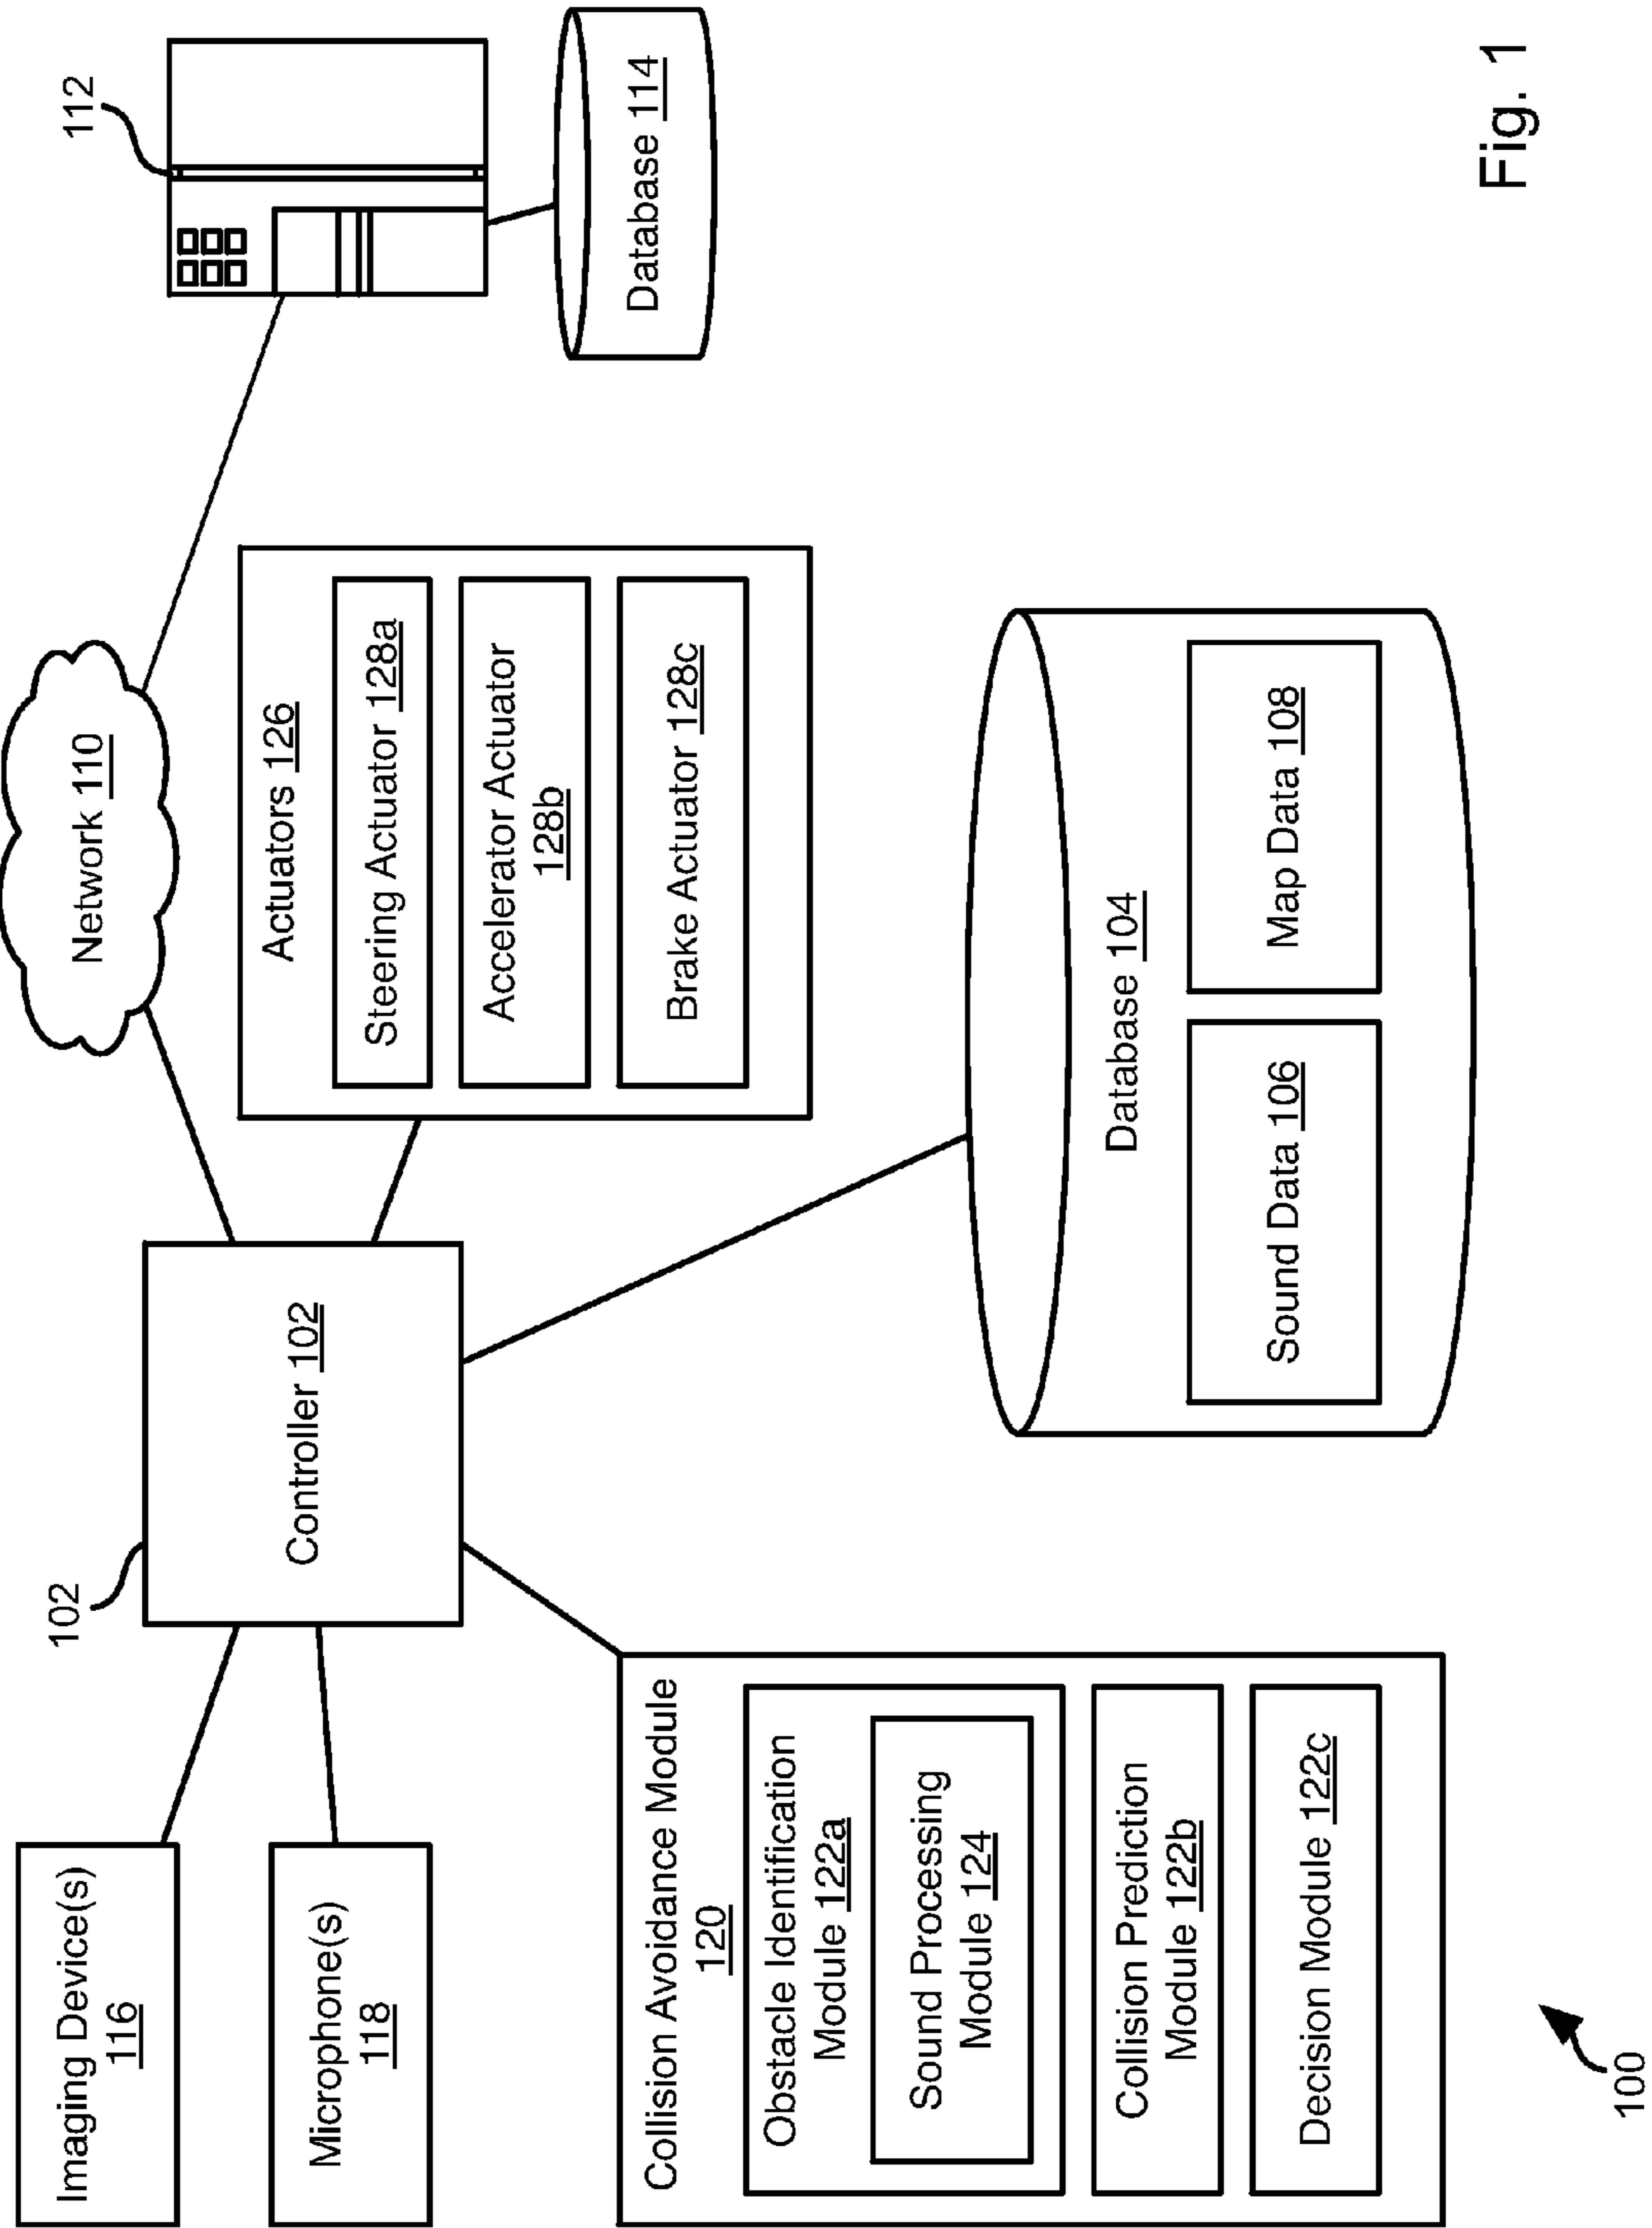 Imaging Device(s)
116
Microphone(s)
118
102
Controller 102
Network 110
112
Database 114
Actuators 126
Steering Actuator 128a
Accelerator Actuator
128b
Brake Actuator 128c
Collision Avoidance Module
120
Obstacle Identification
Module 122a
Sound Processing
Module 124
Collision Prediction
Module 122b
Decision Module 122c
Database 104
Sound Data 106
Map Data 108
100
Fig. 1